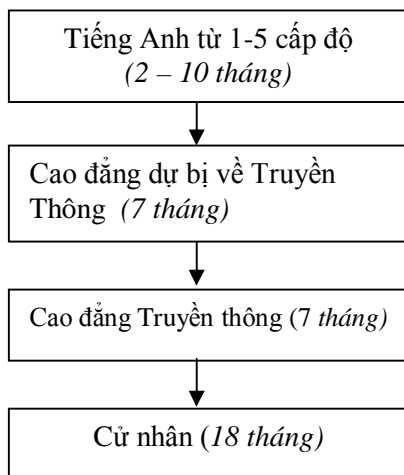 Tiếng Anh từ 1-5 cấp độ
(2 – 10 tháng)
Cao đẳng dự bị về Truyền
Thông (7 tháng)
Cao đẳng Truyền thông (7 tháng)
Cử nhân (18 tháng)